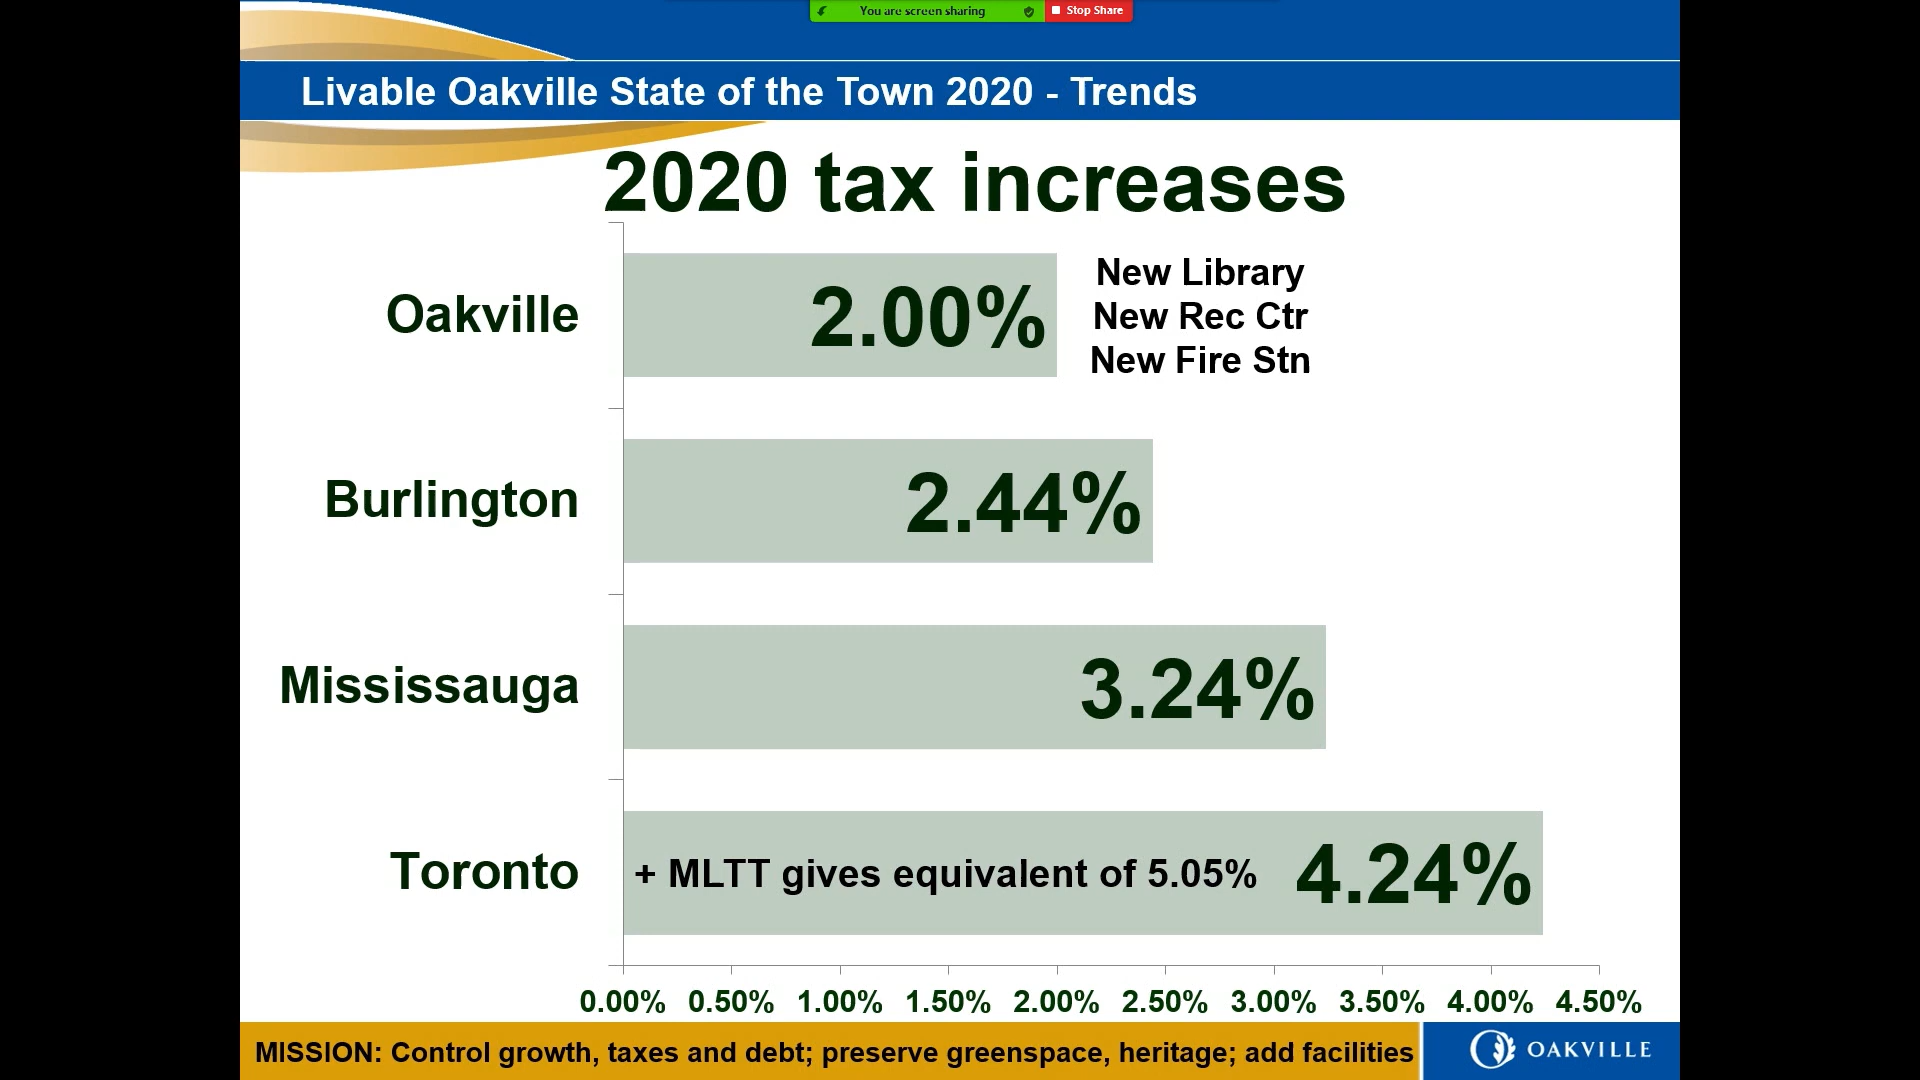 You are screen sharing
Stop Share
Livable Oakville State of the Town 2020 - Trends
2020 tax increases
Oakville
2.00%
New Library
New Rec Ctr
New Fire Stn
Burlington
2.44%
Mississauga
3.24%
Toronto
+ MLTT gives equivalent of 5.05%
4.24%
0.00% 0.50% 1.00% 1.50% 2.00% 2.50% 3.00% 3.50% 4.00% 4.50%
MISSION: Control growth, taxes and debt; preserve greenspace, heritage; add facilities
OAKVILLE